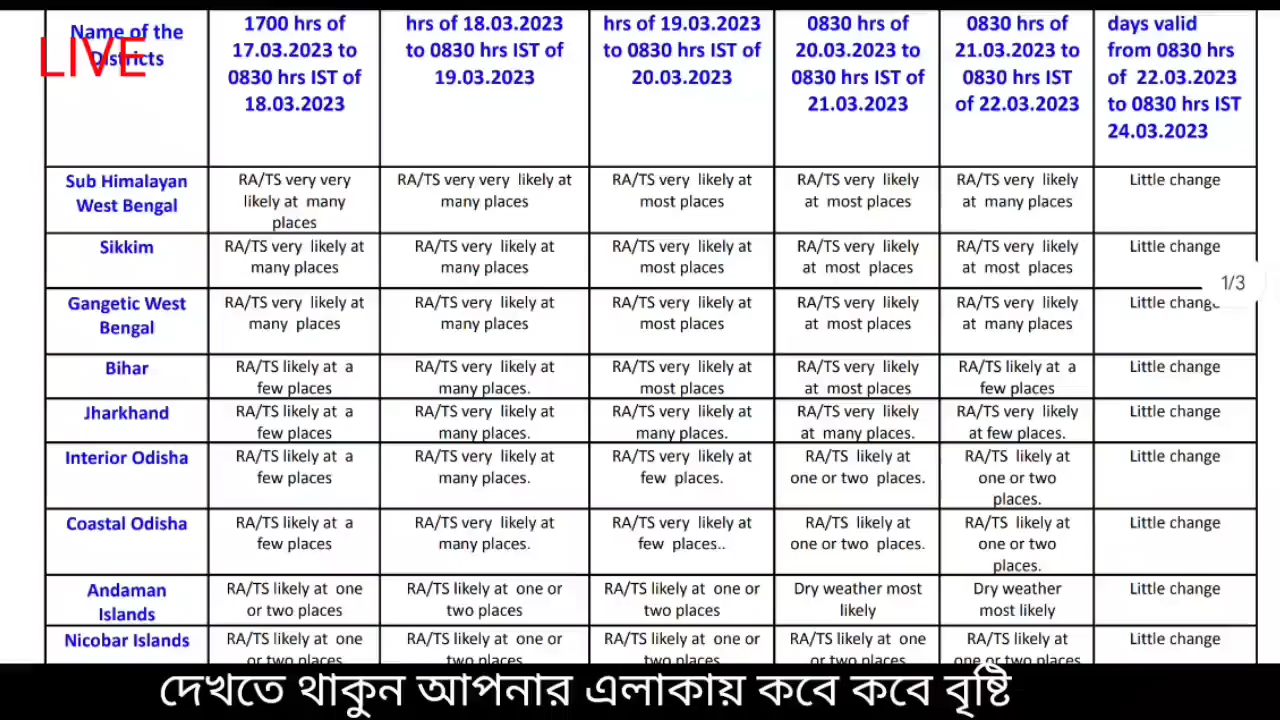 LIVE
Name of the
Districts
1700 hrs of
17.03.2023 to
0830 hrs IST of
18.03.2023
hrs of 18.03.2023
to 0830 hrs IST of
19.03.2023
hrs of 19.03.2023
to 0830 hrs IST of
20.03.2023
0830 hrs of
20.03.2023 to
0830 hrs IST of
21.03.2023
0830 hrs of
21.03.2023 to
0830 hrs IST
of 22.03.2023
days valid
from 0830 hrs
of 22.03.2023
to 0830 hrs IST
24.03.2023
Sub Himalayan
West Bengal
RA/TS very very
likely at many
places
RA/TS very very likely at
many places
RA/TS very likely at
most places
RA/TS very likely
at most places
RA/TS very likely
at many places
Little change
Sikkim
RA/TS very likely at
many places
RA/TS very likely at
many places
RA/TS very likely at
most places
RA/TS very likely
at most places
RA/TS very likely
at most places
Little change
1/3
Gangetic West
Bengal
RA/TS very likely at
many places
RA/TS very likely at
many places
RA/TS very likely at
most places
RA/TS very likely
at most places
RA/TS very likely
at many places
Little change
Bihar
RA/TS likely at a
few places
RA/TS very likely at
many places.
RA/TS very likely at
most places
RA/TS very likely
at most places
RA/TS likely at a
few places
Little change
Jharkhand
RA/TS likely at a
few places
RA/TS very likely at
many places.
RA/TS very likely at
many places.
RA/TS very likely
at many places.
RA/TS very likely
at few places.
Little change
Interior Odisha
RA/TS likely at a
few places
RA/TS very likely at
many places.
RA/TS very likely at
few places.
RA/TS likely at
one or two places.
RA/TS likely at
one or two
places.
Little change
Coastal Odisha
RA/TS likely at a
few places
RA/TS very likely at
many places.
RA/TS very likely at
few places..
RA/TS likely at
one or two places.
RA/TS likely at
one or two
places.
Little change
Andaman
Islands
RA/TS likely at one
or two places
RA/TS likely at one or
two places
RA/TS likely at one or
two places
Dry weather most
likely
Dry weather
most likely
Little change
Nicobar Islands
RA/TS likely at one
or two places
RA/TS likely at one or
two places
RA/TS likely at one or
two places
RA/TS likely at one
or two places
RA/TS likely at
one or two places
Little change
দেখতে থাকুন আপনার এলাকায় কবে কবে বৃষ্টি